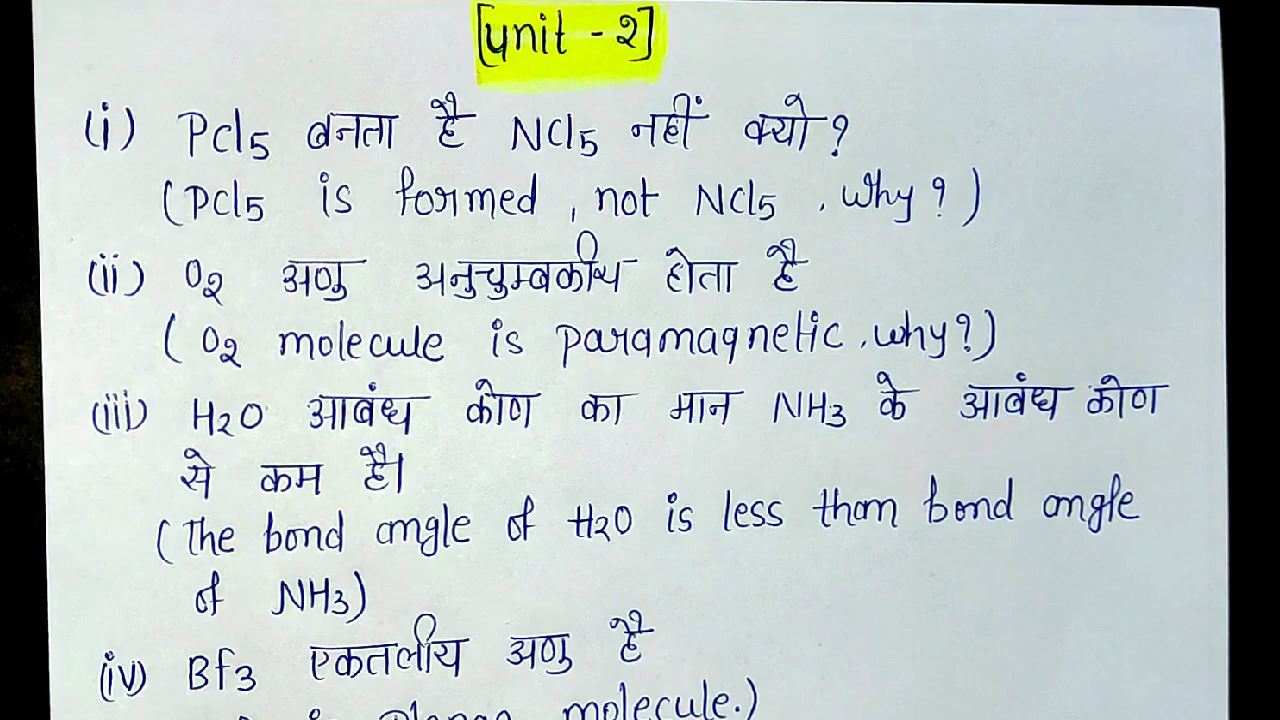 [unit - 2]
(i) PCl5 बनता है NCl5 नहीं क्यो?
(PCl5 is formed, not NCl5. Why?)
(ii) O2 अणु अनुचुम्बकीय होता है
(O2 molecule is paramagnetic. why?)
(iii) H2O आबंध कोण का मान NH3 के आबंध कोण
से कम है।
(The bond angle of H2O is less than bond angle
of NH3)
(iv) Bf3 एकतलीय अणु है
is planar molecule.)